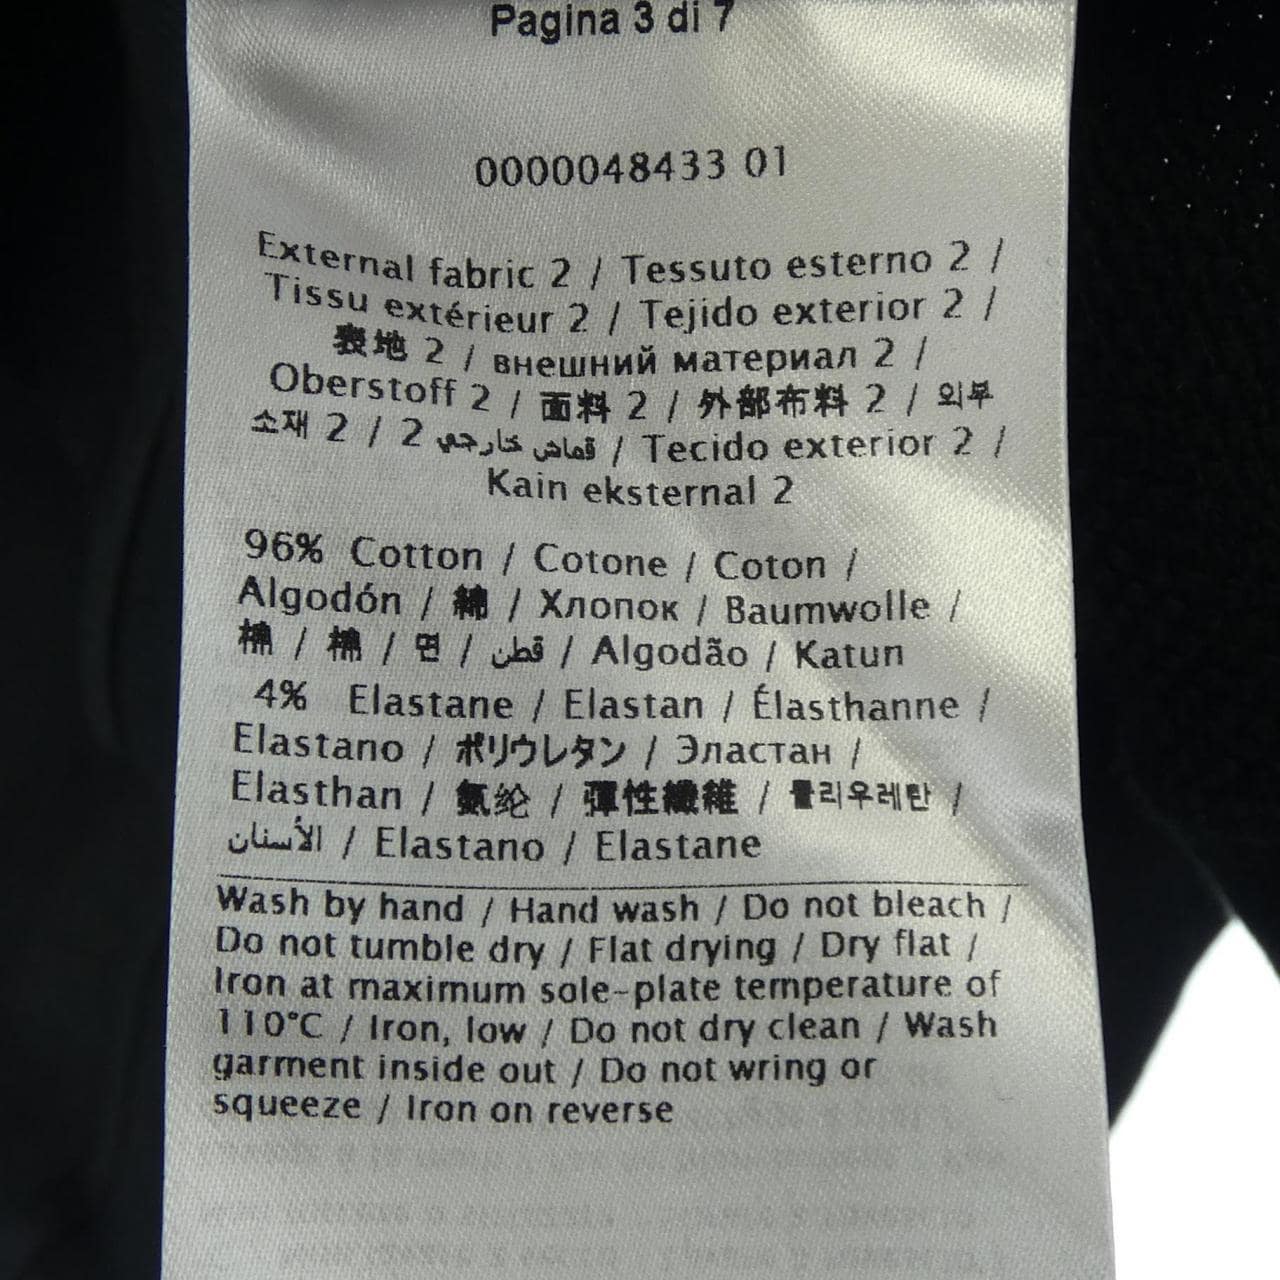 Pagina 3 di 7
0000048433 01
External fabric 2 / Tessuto esterno 2 /
Tissu extérieur 2 / Tejido exterior 2 /
表地 2 / внешний материал 2 /
Oberstoff 2 / 面料 2 / 外部布料 2 / 외부
소재 2 / 2 قماش خارجي / Tecido exterior 2 /
Kain eksternal 2
96% Cotton / Cotone / Coton /
Algodón / 綿 / Хлопок / Baumwolle /
棉 / 棉 / 면 / قطن / Algodão / Katun
4% Elastane / Elastan / Élasthanne /
Elastano / ポリウレタン / Эластан /
Elasthan / 氨纶 / 彈性纖維 / 폴리우레탄 /
الأستان / Elastano / Elastane
Wash by hand / Hand wash / Do not bleach /
Do not tumble dry / Flat drying / Dry flat /
Iron at maximum sole-plate temperature of
110°C / Iron, low / Do not dry clean / Wash
garment inside out / Do not wring or
squeeze / Iron on reverse